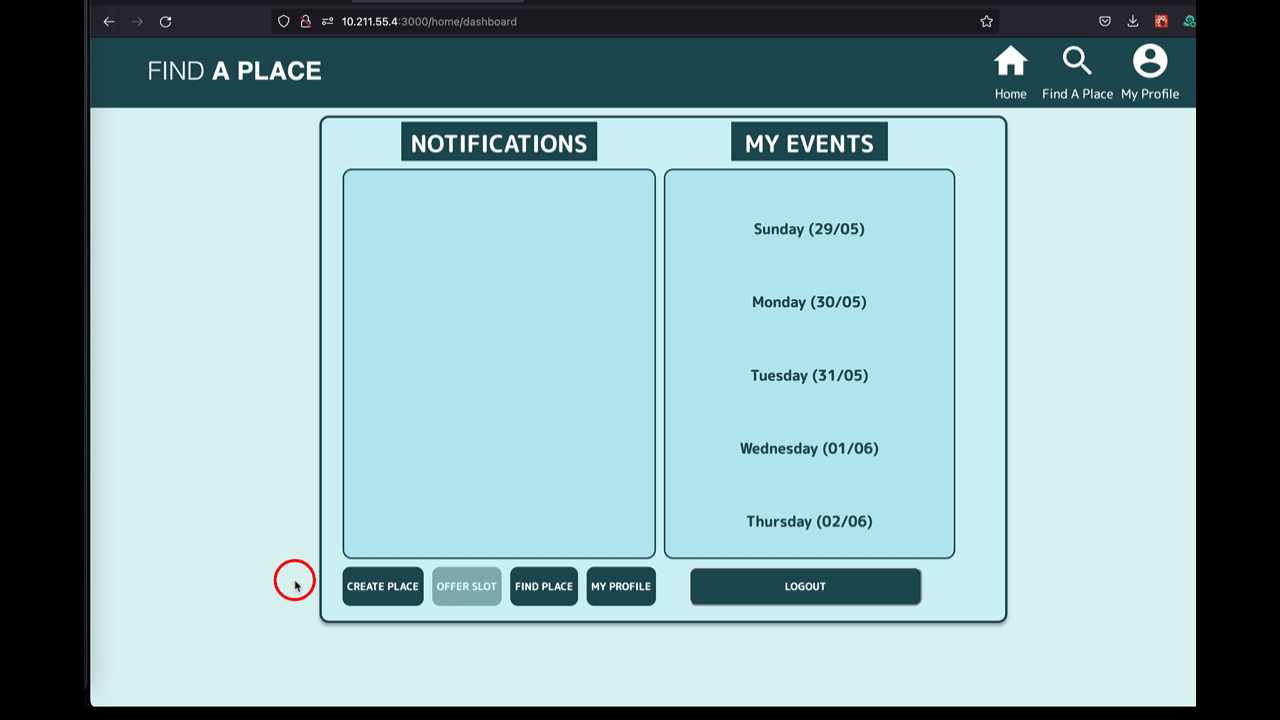 10.211.55.4:3000/home/dashboard
FIND A PLACE
Home
Find A Place
My Profile
NOTIFICATIONS
MY EVENTS
Sunday (29/05)
Monday (30/05)
Tuesday (31/05)
Wednesday (01/06)
Thursday (02/06)
CREATE PLACE
OFFER SLOT
FIND PLACE
MY PROFILE
LOGOUT